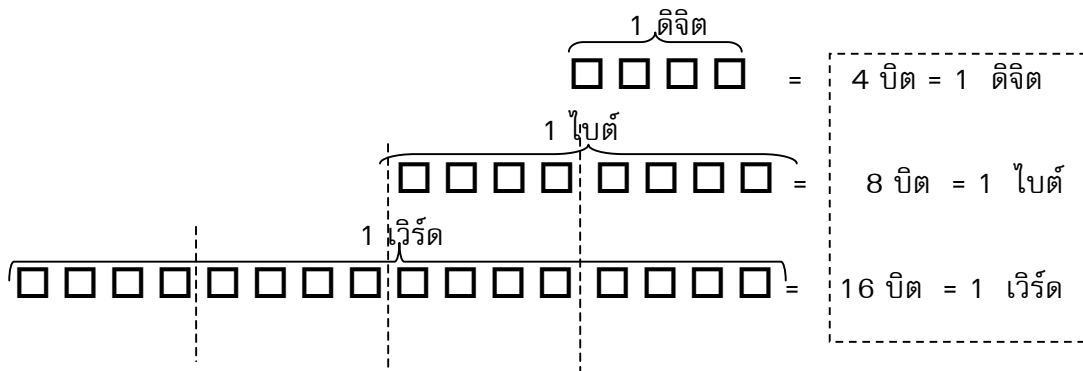 1 ดิจิต
= 4 บิต = 1 ดิจิต
1 ไบต์
= 8 บิต = 1 ไบต์
1 เวิร์ด
= 16 บิต = 1 เวิร์ด